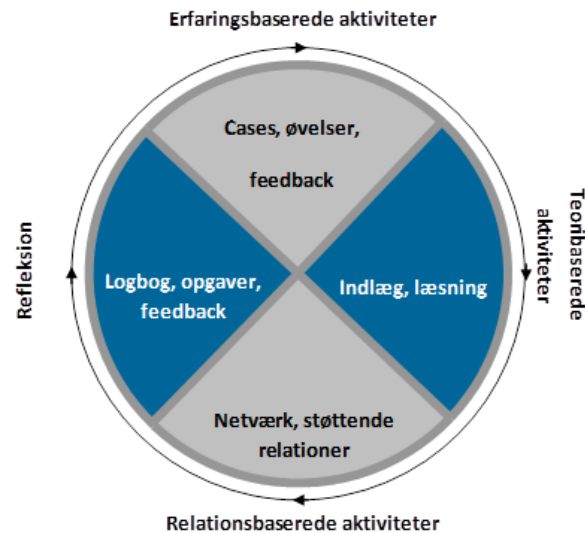 Erfaringsbaserede aktiviteter
Cases, øvelser,
feedback
Refleksion
Logbog, opgaver,
feedback
Indlæg, læsning
Teoribaserede
aktiviteter
Netværk, støttende
relationer
Relationsbaserede aktiviteter